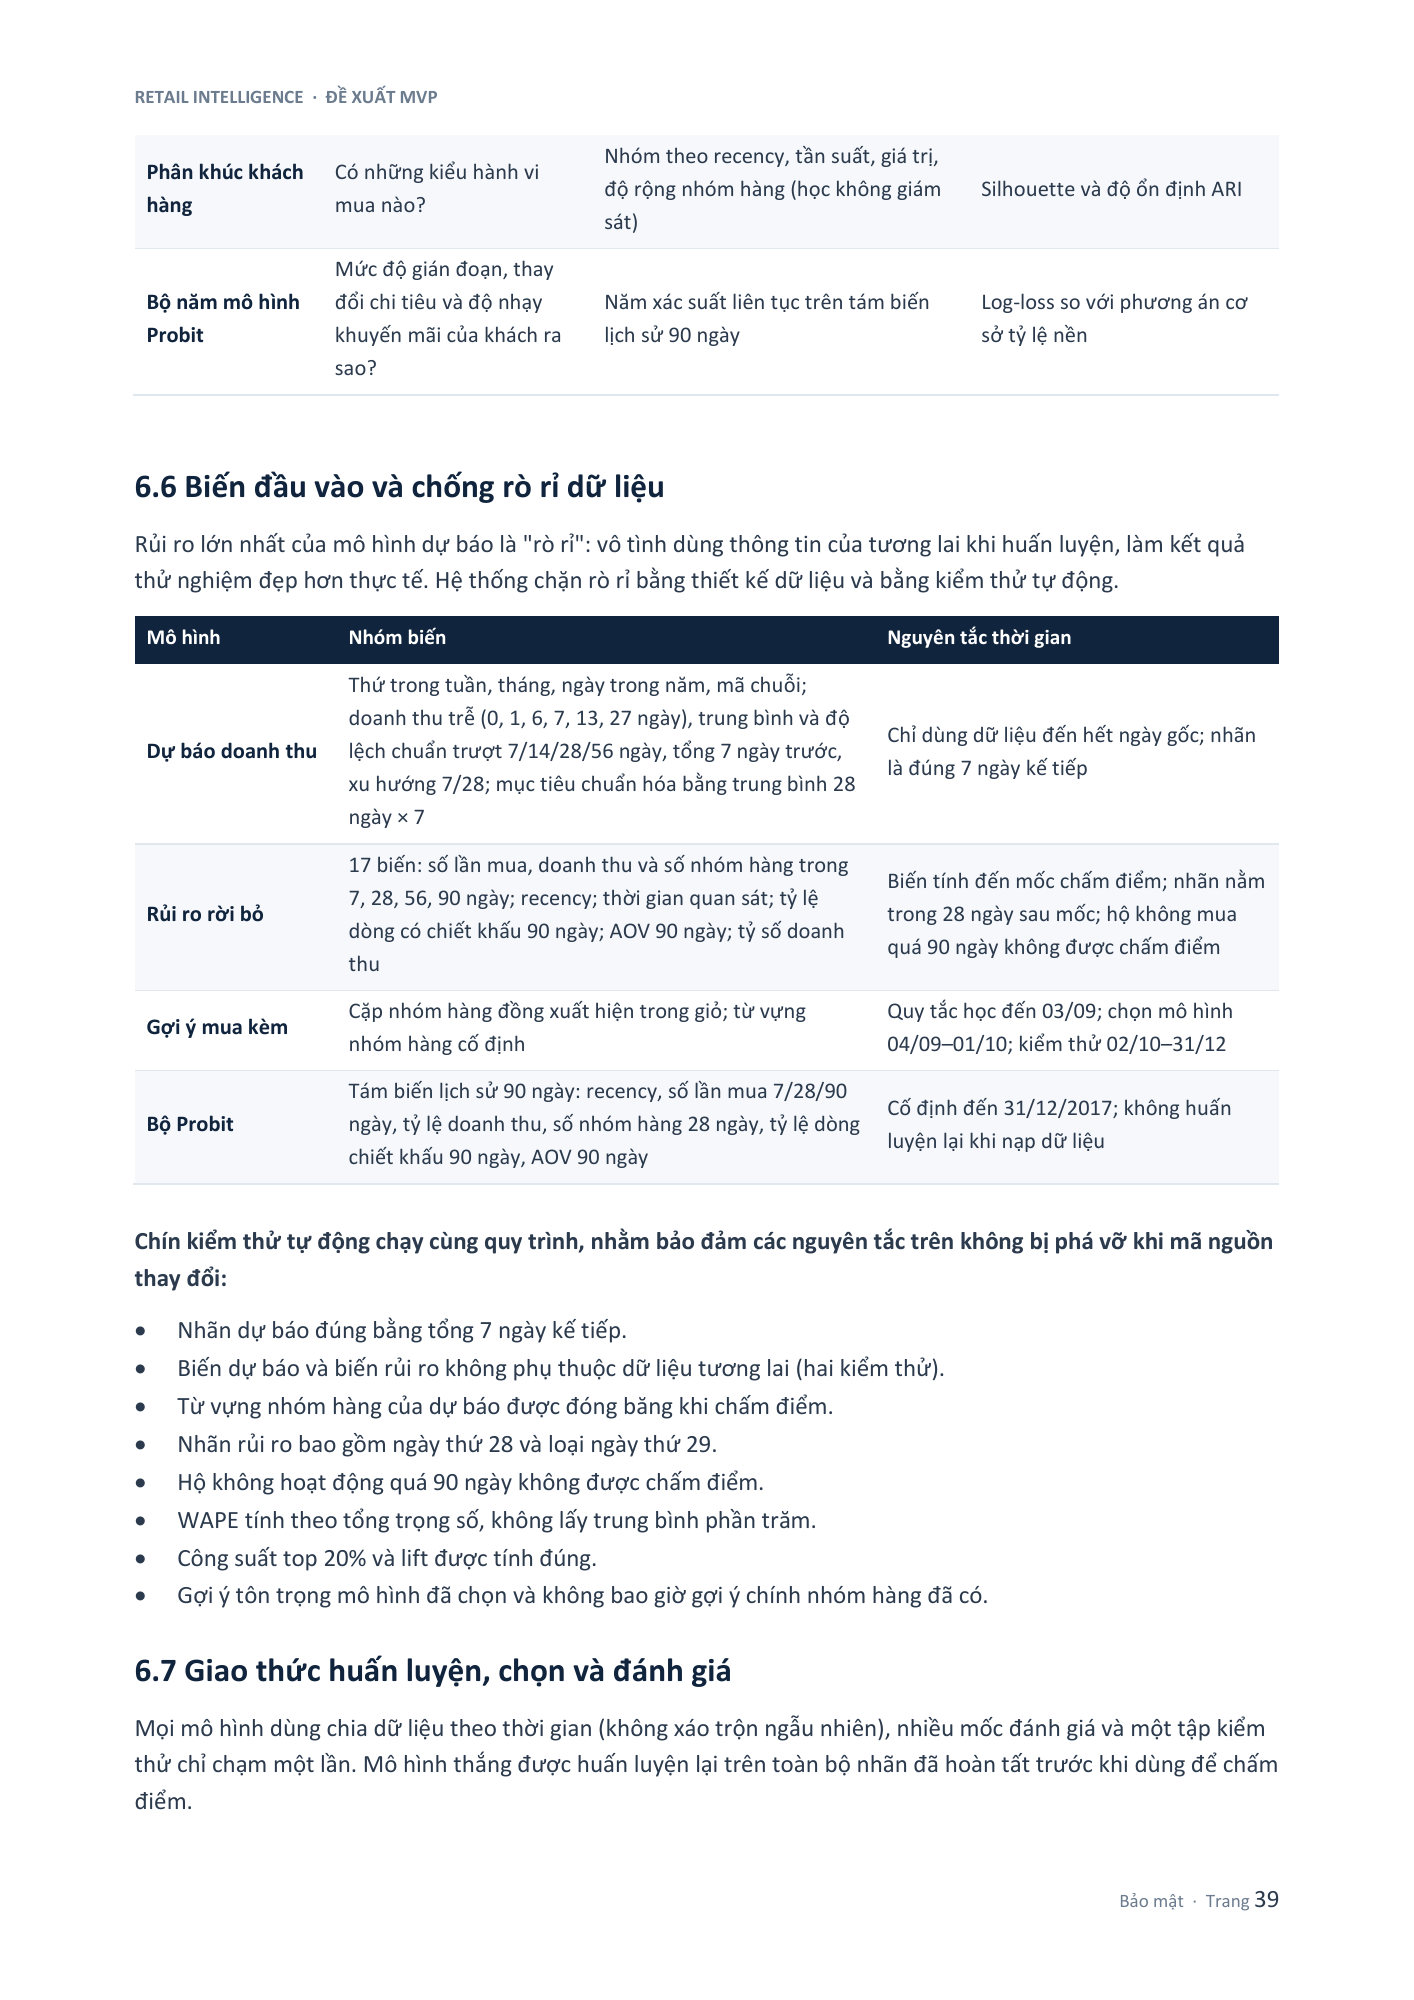 RETAIL INTELLIGENCE · ĐỀ XUẤT MVP
Phân khúc khách
hàng
Có những kiểu hành vi
mua nào?
Nhóm theo recency, tần suất, giá trị,
độ rộng nhóm hàng (học không giám
sát)
Silhouette và độ ổn định ARI
Bộ năm mô hình
Probit
Mức độ gián đoạn, thay
đổi chi tiêu và độ nhạy
khuyến mãi của khách ra
sao?
Năm xác suất liên tục trên tám biến
lịch sử 90 ngày
Log-loss so với phương án cơ
sở tỷ lệ nền
6.6 Biến đầu vào và chống rò rỉ dữ liệu
Rủi ro lớn nhất của mô hình dự báo là "rò rỉ": vô tình dùng thông tin của tương lai khi huấn luyện, làm kết quả
thử nghiệm đẹp hơn thực tế. Hệ thống chặn rò rỉ bằng thiết kế dữ liệu và bằng kiểm thử tự động.
Mô hình
Nhóm biến
Nguyên tắc thời gian
Dự báo doanh thu
Thứ trong tuần, tháng, ngày trong năm, mã chuỗi;
doanh thu trễ (0, 1, 6, 7, 13, 27 ngày), trung bình và độ
lệch chuẩn trượt 7/14/28/56 ngày, tổng 7 ngày trước,
xu hướng 7/28; mục tiêu chuẩn hóa bằng trung bình 28
ngày × 7
Chỉ dùng dữ liệu đến hết ngày gốc; nhãn
là đúng 7 ngày kế tiếp
Rủi ro rời bỏ
17 biến: số lần mua, doanh thu và số nhóm hàng trong
7, 28, 56, 90 ngày; recency; thời gian quan sát; tỷ lệ
dòng có chiết khấu 90 ngày; AOV 90 ngày; tỷ số doanh
thu
Biến tính đến mốc chấm điểm; nhãn nằm
trong 28 ngày sau mốc; hộ không mua
quá 90 ngày không được chấm điểm
Gợi ý mua kèm
Cặp nhóm hàng đồng xuất hiện trong giỏ; từ vựng
nhóm hàng cố định
Quy tắc học đến 03/09; chọn mô hình
04/09–01/10; kiểm thử 02/10–31/12
Bộ Probit
Tám biến lịch sử 90 ngày: recency, số lần mua 7/28/90
ngày, tỷ lệ doanh thu, số nhóm hàng 28 ngày, tỷ lệ dòng
chiết khấu 90 ngày, AOV 90 ngày
Cố định đến 31/12/2017; không huấn
luyện lại khi nạp dữ liệu
Chín kiểm thử tự động chạy cùng quy trình, nhằm bảo đảm các nguyên tắc trên không bị phá vỡ khi mã nguồn
thay đổi:
• Nhãn dự báo đúng bằng tổng 7 ngày kế tiếp.
• Biến dự báo và biến rủi ro không phụ thuộc dữ liệu tương lai (hai kiểm thử).
• Từ vựng nhóm hàng của dự báo được đóng băng khi chấm điểm.
• Nhãn rủi ro bao gồm ngày thứ 28 và loại ngày thứ 29.
• Hộ không hoạt động quá 90 ngày không được chấm điểm.
• WAPE tính theo tổng trọng số, không lấy trung bình phần trăm.
• Công suất top 20% và lift được tính đúng.
• Gợi ý tôn trọng mô hình đã chọn và không bao giờ gợi ý chính nhóm hàng đã có.
6.7 Giao thức huấn luyện, chọn và đánh giá
Mọi mô hình dùng chia dữ liệu theo thời gian (không xáo trộn ngẫu nhiên), nhiều mốc đánh giá và một tập kiểm
thử chỉ chạm một lần. Mô hình thắng được huấn luyện lại trên toàn bộ nhãn đã hoàn tất trước khi dùng để chấm
điểm.
Bảo mật · Trang 39